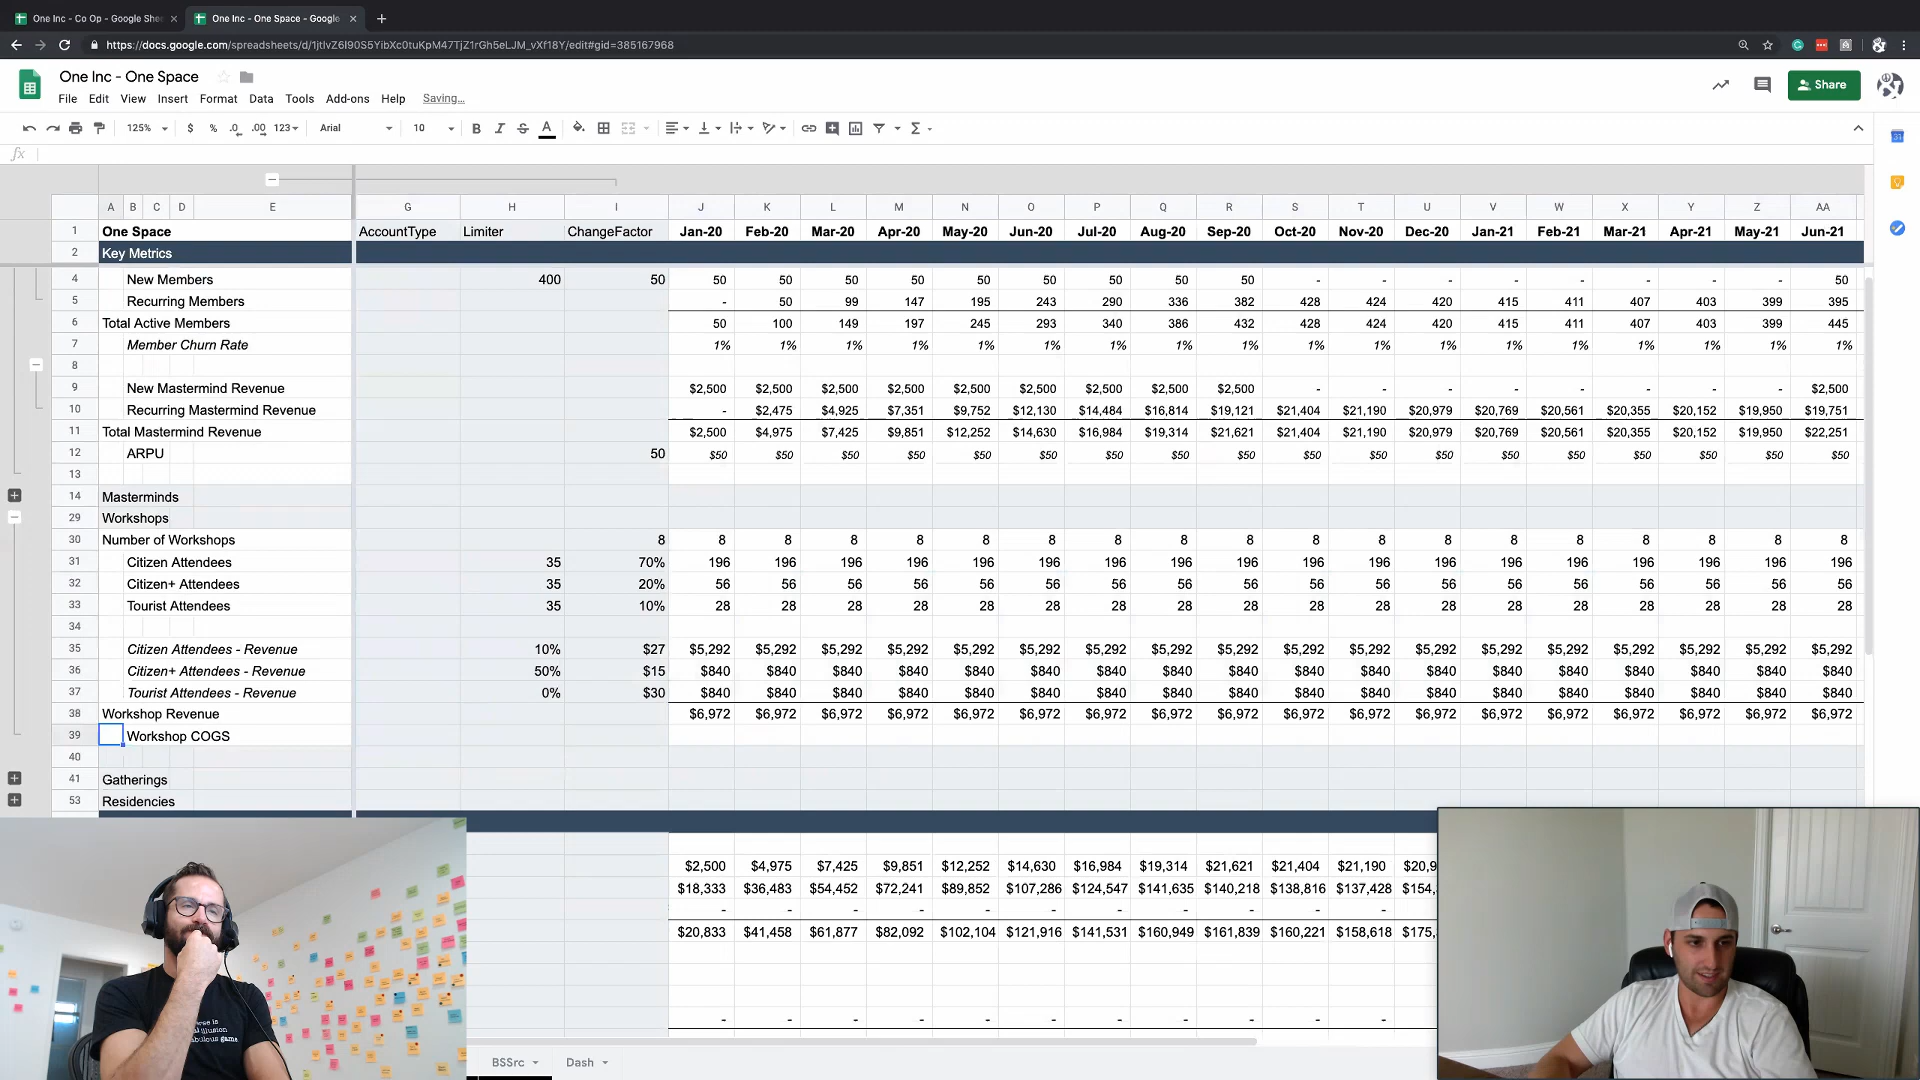 One Inc - Co Op - Google She
One Inc - One Space - Google
https://docs.google.com/spreadsheets/d/1jtIvZ6I90S5YibXc0tuKpM47TjZ1rGh5eLJM_vXf18Y/edit#gid=385167968
One Inc - One Space
File Edit View Insert Format Data Tools Add-ons Help Saving...
Share
125% $ % .0 .00 123 Arial 10 B I S A
fx
A B C D E G H I J K L M N O P Q R S T U V W X Y Z AA
1 One Space AccountType Limiter ChangeFactor Jan-20 Feb-20 Mar-20 Apr-20 May-20 Jun-20 Jul-20 Aug-20 Sep-20 Oct-20 Nov-20 Dec-20 Jan-21 Feb-21 Mar-21 Apr-21 May-21 Jun-21
2 Key Metrics
4 New Members 400 50 50 50 50 50 50 50 50 50 50 - - - - - - - - 50
5 Recurring Members - 50 99 147 195 243 290 336 382 428 424 420 415 411 407 403 399 395
6 Total Active Members 50 100 149 197 245 293 340 386 432 428 424 420 415 411 407 403 399 445
7 Member Churn Rate 1% 1% 1% 1% 1% 1% 1% 1% 1% 1% 1% 1% 1% 1% 1% 1% 1% 1%
8
9 New Mastermind Revenue $2,500 $2,500 $2,500 $2,500 $2,500 $2,500 $2,500 $2,500 $2,500 - - - - - - - - $2,500
10 Recurring Mastermind Revenue - $2,475 $4,925 $7,351 $9,752 $12,130 $14,484 $16,814 $19,121 $21,404 $21,190 $20,979 $20,769 $20,561 $20,355 $20,152 $19,950 $19,751
11 Total Mastermind Revenue $2,500 $4,975 $7,425 $9,851 $12,252 $14,630 $16,984 $19,314 $21,621 $21,404 $21,190 $20,979 $20,769 $20,561 $20,355 $20,152 $19,950 $22,251
12 ARPU 50 $50 $50 $50 $50 $50 $50 $50 $50 $50 $50 $50 $50 $50 $50 $50 $50 $50 $50
13
14 Masterminds
29 Workshops
30 Number of Workshops 8 8 8 8 8 8 8 8 8 8 8 8 8 8 8 8 8 8 8
31 Citizen Attendees 35 70% 196 196 196 196 196 196 196 196 196 196 196 196 196 196 196 196 196 196
32 Citizen+ Attendees 35 20% 56 56 56 56 56 56 56 56 56 56 56 56 56 56 56 56 56 56
33 Tourist Attendees 35 10% 28 28 28 28 28 28 28 28 28 28 28 28 28 28 28 28 28 28
34
35 Citizen Attendees - Revenue 10% $27 $5,292 $5,292 $5,292 $5,292 $5,292 $5,292 $5,292 $5,292 $5,292 $5,292 $5,292 $5,292 $5,292 $5,292 $5,292 $5,292 $5,292 $5,292
36 Citizen+ Attendees - Revenue 50% $15 $840 $840 $840 $840 $840 $840 $840 $840 $840 $840 $840 $840 $840 $840 $840 $840 $840 $840
37 Tourist Attendees - Revenue 0% $30 $840 $840 $840 $840 $840 $840 $840 $840 $840 $840 $840 $840 $840 $840 $840 $840 $840 $840
38 Workshop Revenue $6,972 $6,972 $6,972 $6,972 $6,972 $6,972 $6,972 $6,972 $6,972 $6,972 $6,972 $6,972 $6,972 $6,972 $6,972 $6,972 $6,972 $6,972
39 Workshop COGS
40
41 Gatherings
53 Residencies
$2,500 $4,975 $7,425 $9,851 $12,252 $14,630 $16,984 $19,314 $21,621 $21,404 $21,190 $20,9
$18,333 $36,483 $54,452 $72,241 $89,852 $107,286 $124,547 $141,635 $140,218 $138,816 $137,428 $154,
- - - - - - - - - - -
$20,833 $41,458 $61,877 $82,092 $102,104 $121,916 $141,531 $160,949 $161,839 $160,221 $158,618 $175,
- - - - - - - - - - -
BSSrc Dash